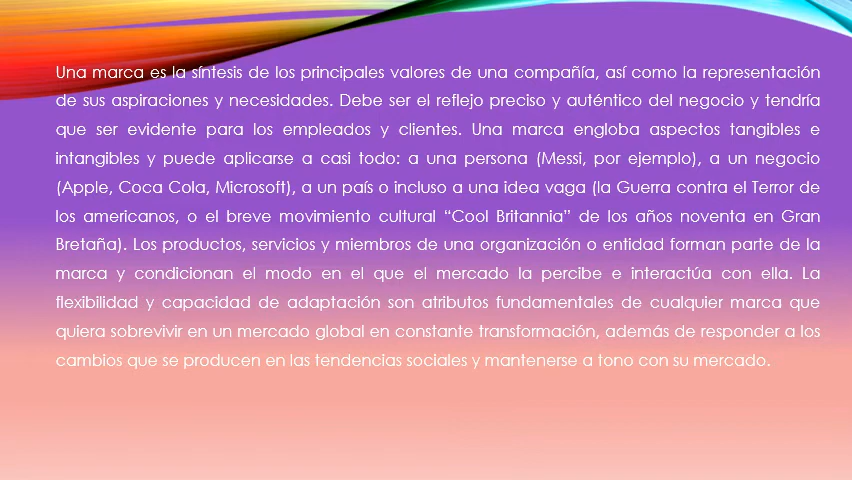 Una marca es la síntesis de los principales valores de una compañía, así como la representación
de sus aspiraciones y necesidades. Debe ser el reflejo preciso y auténtico del negocio y tendría
que ser evidente para los empleados y clientes. Una marca engloba aspectos tangibles e
intangibles y puede aplicarse a casi todo: a una persona (Messi, por ejemplo), a un negocio
(Apple, Coca Cola, Microsoft), a un país o incluso a una idea vaga (la Guerra contra el Terror de
los americanos, o el breve movimiento cultural “Cool Britannia” de los años noventa en Gran
Bretaña). Los productos, servicios y miembros de una organización o entidad forman parte de la
marca y condicionan el modo en el que el mercado la percibe e interactúa con ella. La
flexibilidad y capacidad de adaptación son atributos fundamentales de cualquier marca que
quiera sobrevivir en un mercado global en constante transformación, además de responder a los
cambios que se producen en las tendencias sociales y mantenerse a tono con su mercado.